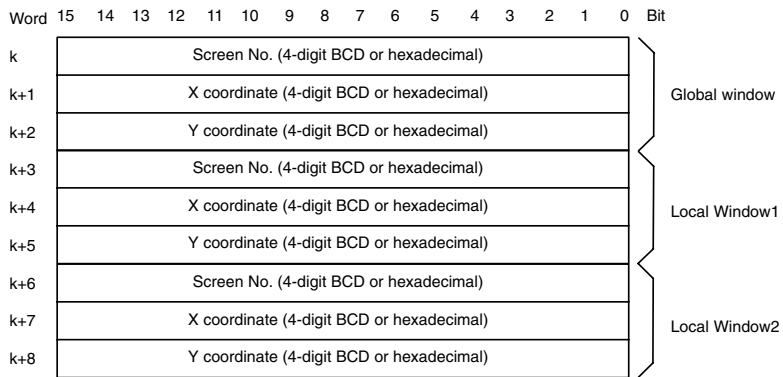 Word 15 14 13 12 11 10 9 8 7 6 5 4 3 2 1 0 Bit
k Screen No. (4-digit BCD or hexadecimal)
k+1 X coordinate (4-digit BCD or hexadecimal) Global window
k+2 Y coordinate (4-digit BCD or hexadecimal)
k+3 Screen No. (4-digit BCD or hexadecimal)
k+4 X coordinate (4-digit BCD or hexadecimal) Local Window1
k+5 Y coordinate (4-digit BCD or hexadecimal)
k+6 Screen No. (4-digit BCD or hexadecimal)
k+7 X coordinate (4-digit BCD or hexadecimal) Local Window2
k+8 Y coordinate (4-digit BCD or hexadecimal)